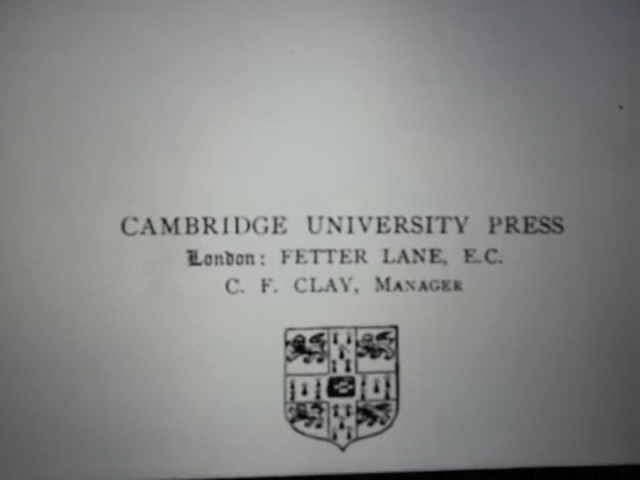 CAMBRIDGE UNIVERSITY PRESS
London: FETTER LANE, E.C.
C. F. CLAY, MANAGER